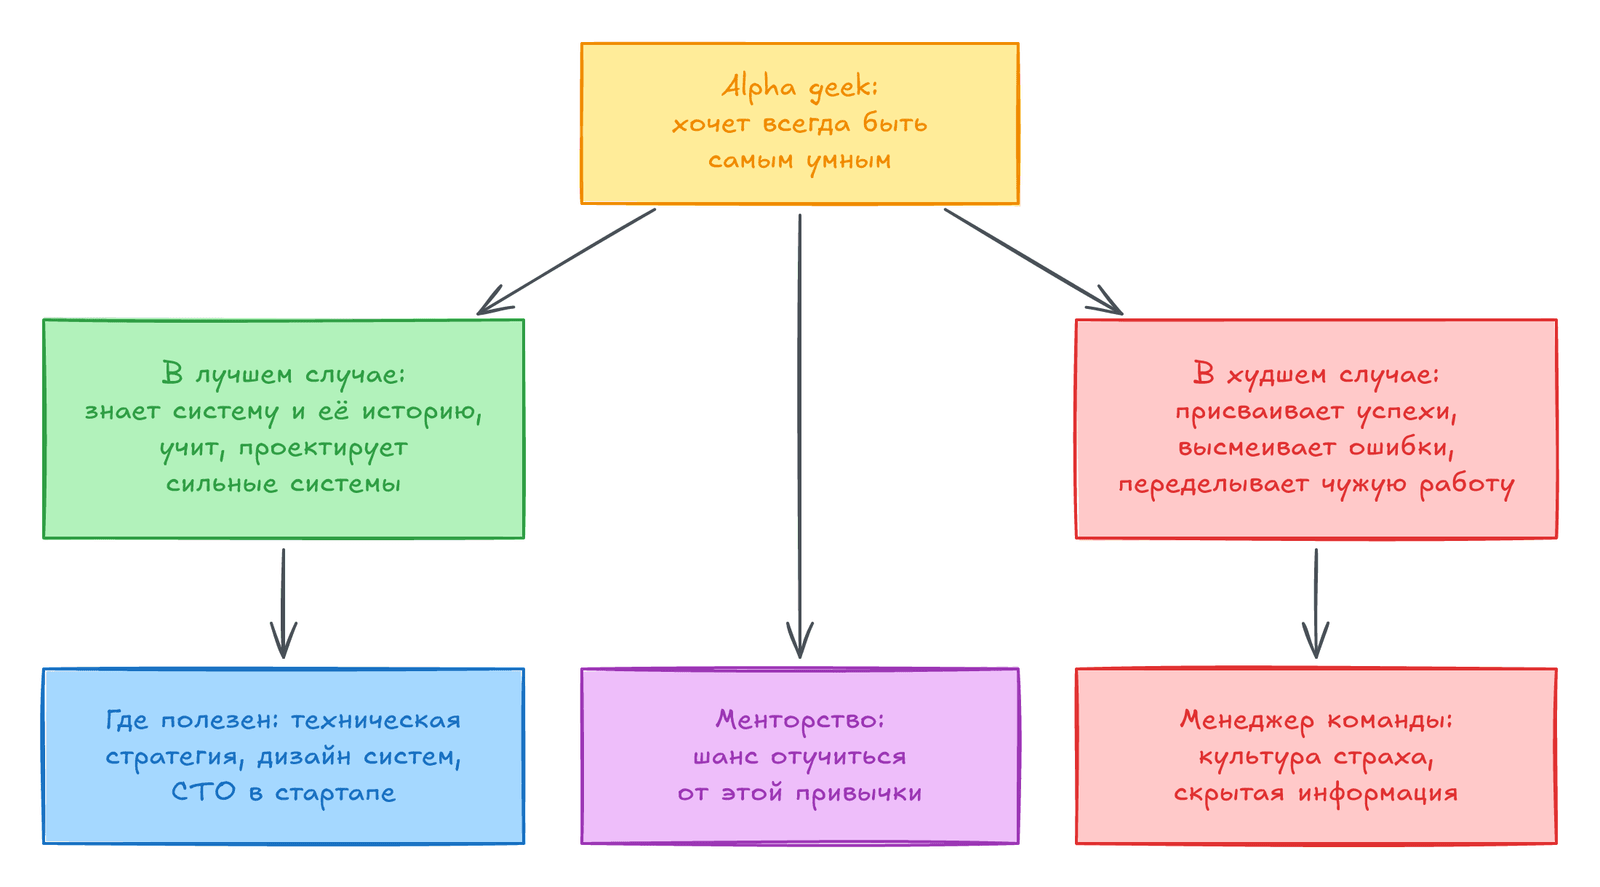 Alpha geek:
хочет всегда быть
самым умным
В лучшем случае:
знает систему и её историю,
учит, проектирует
сильные системы
В худшем случае:
присваивает успехи,
высмеивает ошибки,
переделывает чужую работу
Где полезен: техническая
стратегия, дизайн систем,
СТО в стартапе
Менторство:
шанс отучиться
от этой привычки
Менеджер команды:
культура страха,
скрытая информация